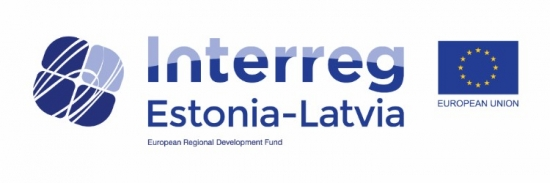 Interreg
Estonia-Latvia
European Regional Development Fund
EUROPEAN UNION